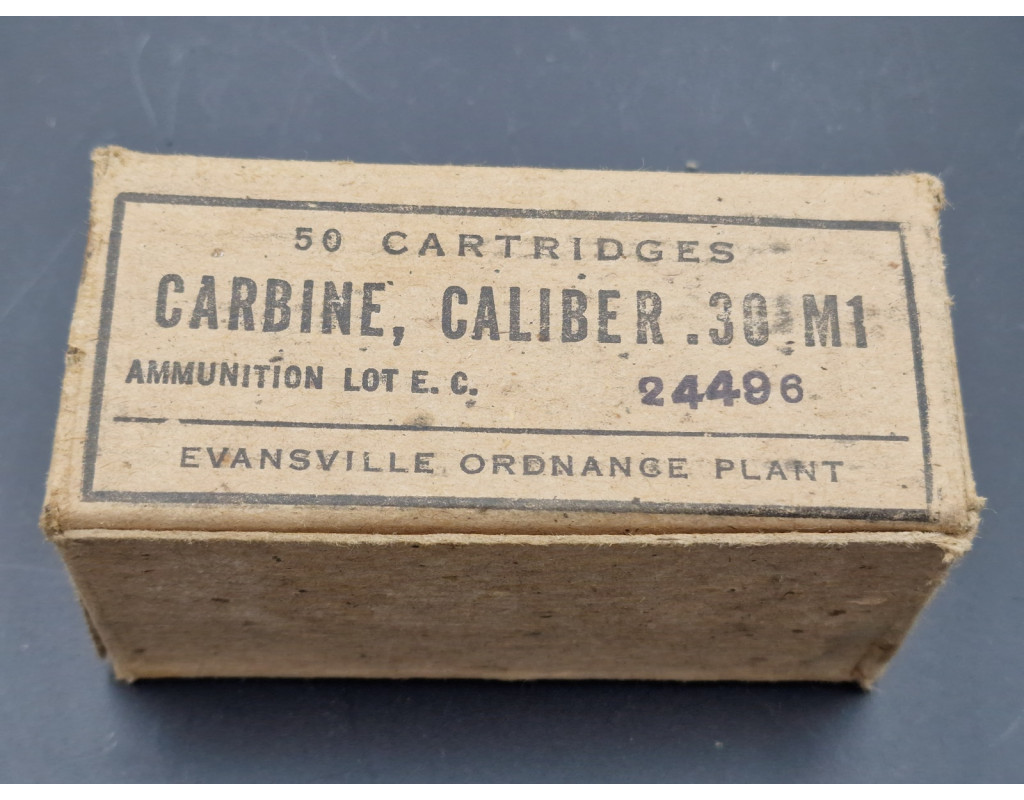 50 CARTRIDGES
CARBINE, CALIBER .30 M1
AMMUNITION LOT E. C. 24496
EVANSVILLE ORDNANCE PLANT